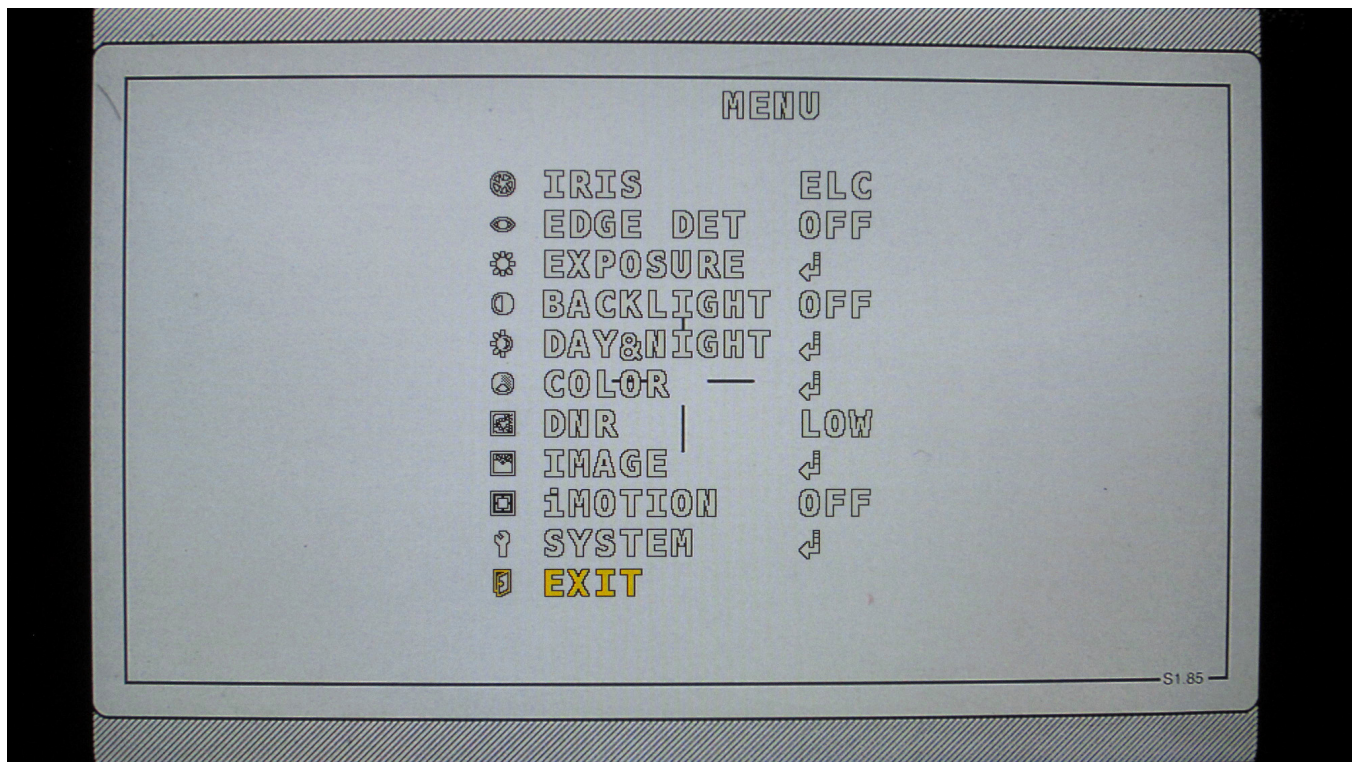 MENU
IRIS ELC
EDGE DET OFF
EXPOSURE
BACKLIGHT OFF
DAY&NIGHT
COLOR
DNR LOW
IMAGE
iMOTION OFF
SYSTEM
EXIT
S1.85